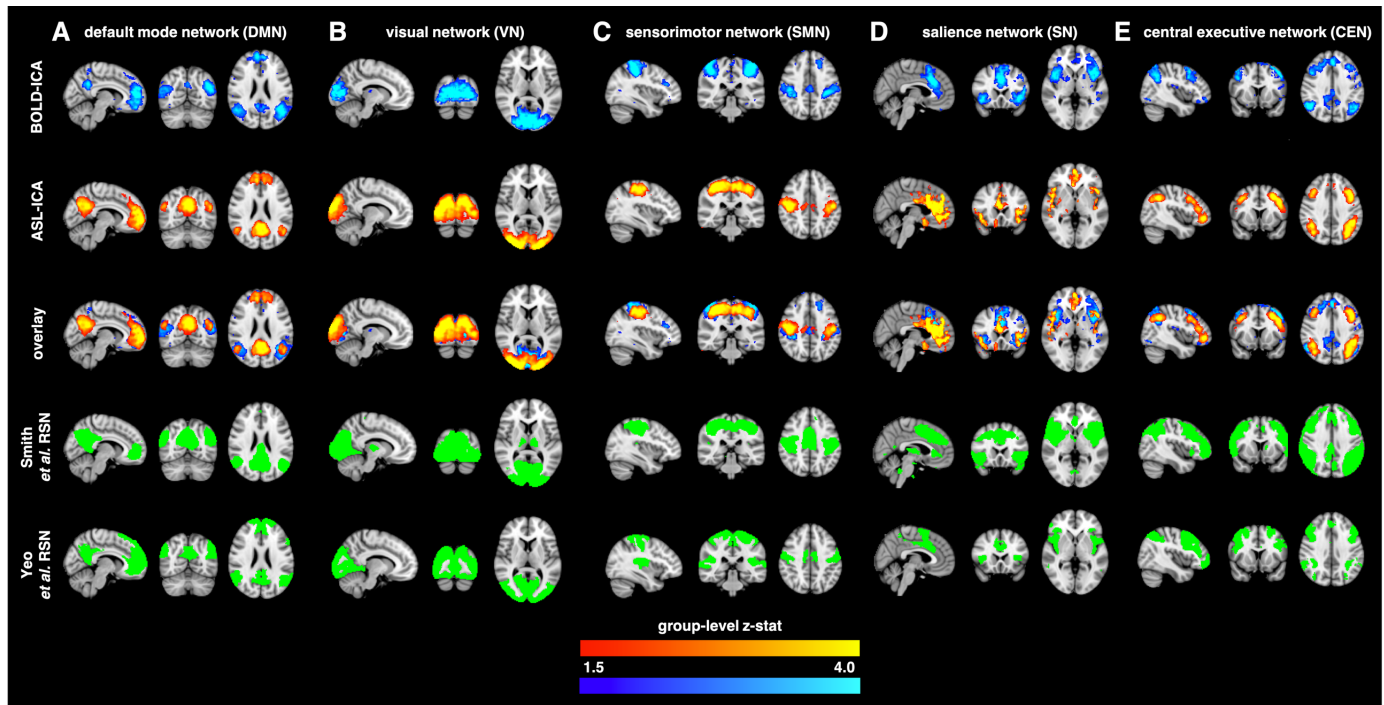 A default mode network (DMN)
B visual network (VN)
C sensorimotor network (SMN)
D salience network (SN)
E central executive network (CEN)
BOLD-ICA
ASL-ICA
overlay
Smith
et al. RSN
Yeo
et al. RSN
group-level z-stat
1.5 4.0